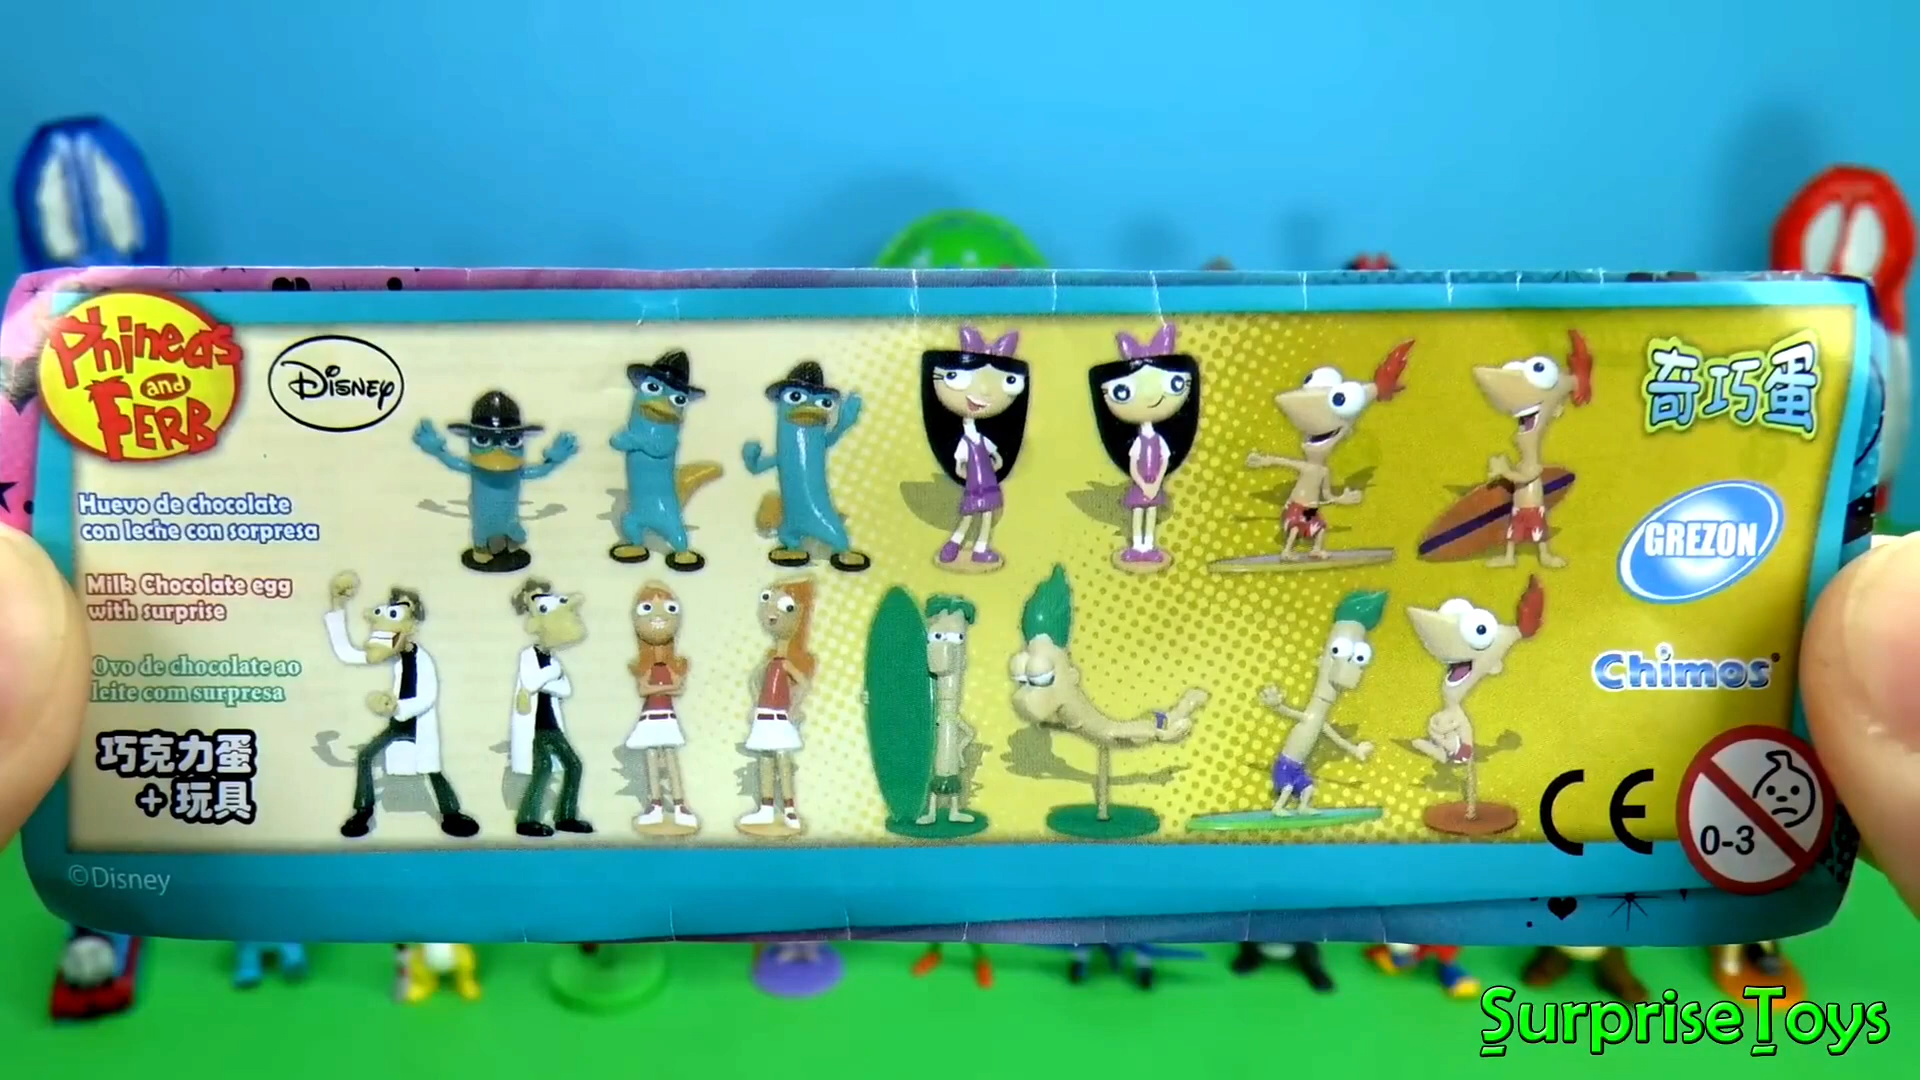 Phineas
and
FERB
Disney
Huevo de chocolate
con leche con sorpresa
Milk Chocolate egg
with surprise
Ovo de chocolate ao
leite com surpresa
巧克力蛋
+ 玩具
©Disney
奇巧蛋
GREZON
Chimos
CE
0-3
SurpriseToys